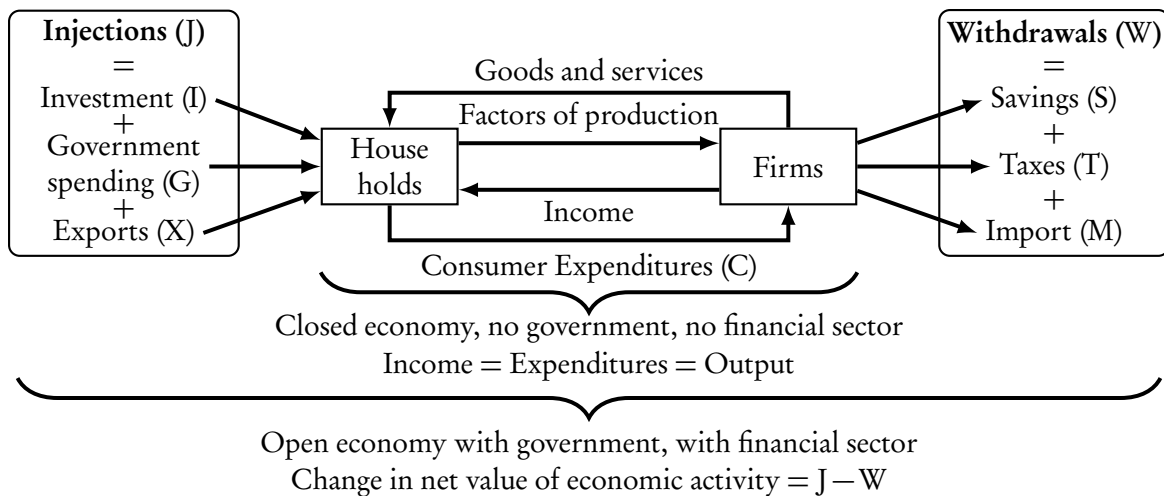 Injections (J)
=
Investment (I)
+
Government
spending (G)
+
Exports (X)
Goods and services
Factors of production
House
holds
Firms
Income
Consumer Expenditures (C)
Withdrawals (W)
=
Savings (S)
+
Taxes (T)
+
Import (M)
Closed economy, no government, no financial sector
Income = Expenditures = Output
Open economy with government, with financial sector
Change in net value of economic activity = J – W